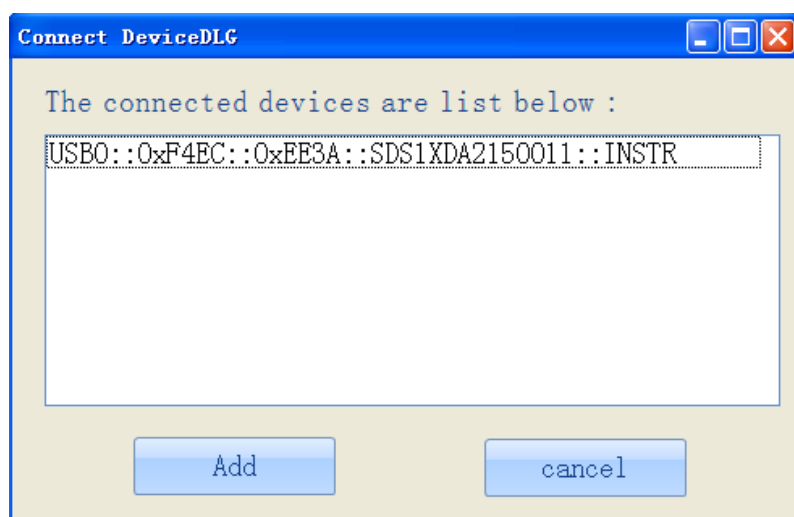 Connect DeviceDLG
The connected devices are list below :
USB0::0xF4EC::0xEE3A::SDS1XDA2150011::INSTR
Add
cancel